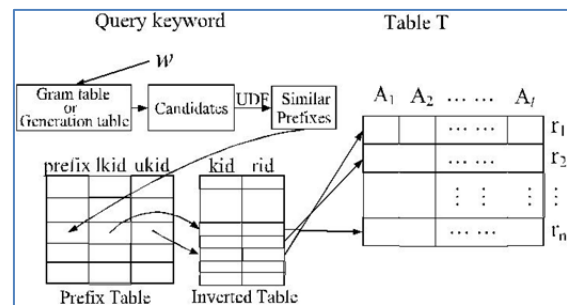 Query keyword
Table T
w
Gram table
or
Generation table
Candidates
UDF
Similar
Prefixes
A1 A2 ... ... Al
r1
... ...
r2
... ...
⋮ ⋮ ⋮ ⋮
... ...
rn
prefix lkid ukid
kid rid
Prefix Table
Inverted Table